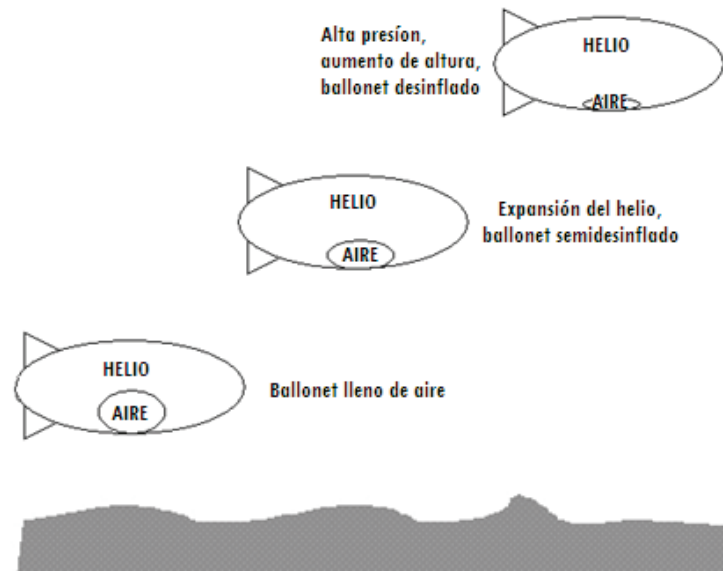 Alta presíon,
aumento de altura,
ballonet desinflado
HELIO
AIRE
HELIO
AIRE
Expansión del helio,
ballonet semidesinflado
HELIO
AIRE
Ballonet lleno de aire